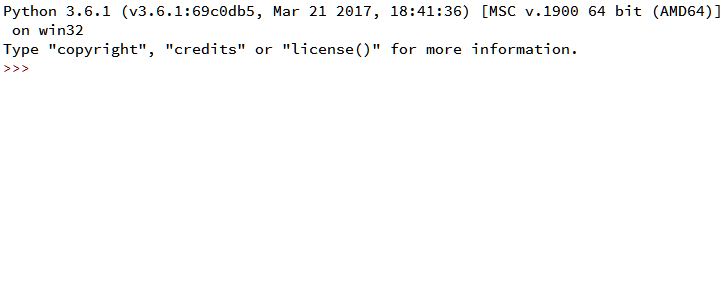 Python 3.6.1 (v3.6.1:69c0db5, Mar 21 2017, 18:41:36) [MSC v.1900 64 bit (AMD64)]
on win32
Type "copyright", "credits" or "license()" for more information.
>>>